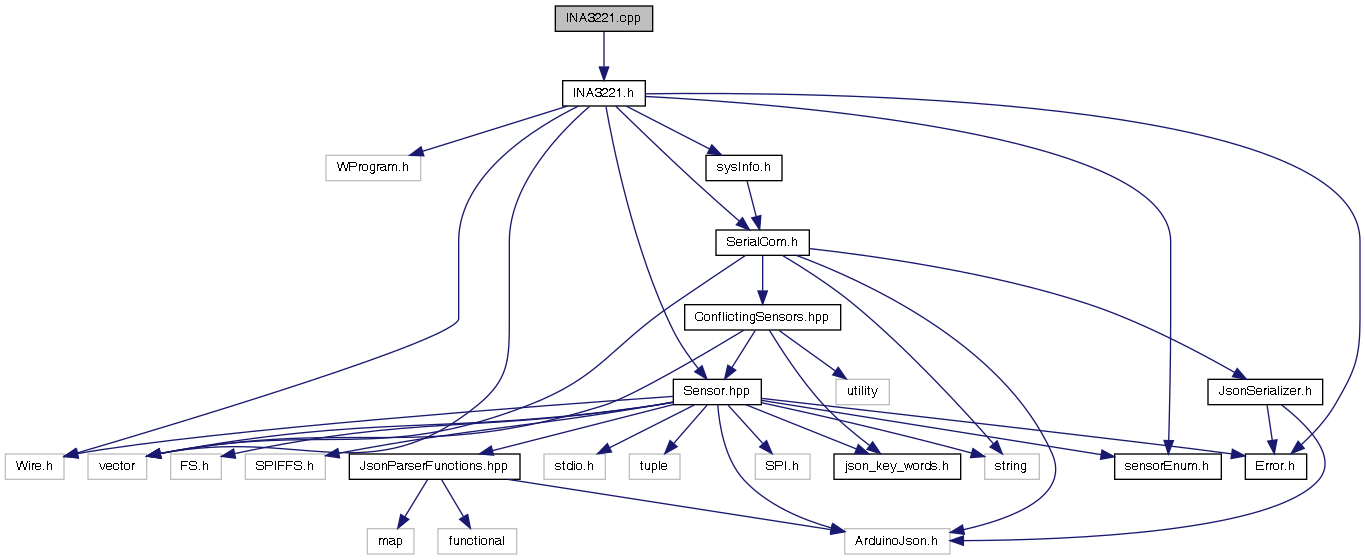 INA3221.cpp
INA3221.h
WProgram.h
sysInfo.h
SerialCom.h
ConflictingSensors.hpp
Sensor.hpp
utility
JsonSerializer.h
Wire.h
vector
FS.h
SPIFFS.h
JsonParserFunctions.hpp
stdio.h
tuple
SPI.h
json_key_words.h
string
sensorEnum.h
Error.h
map
functional
ArduinoJson.h